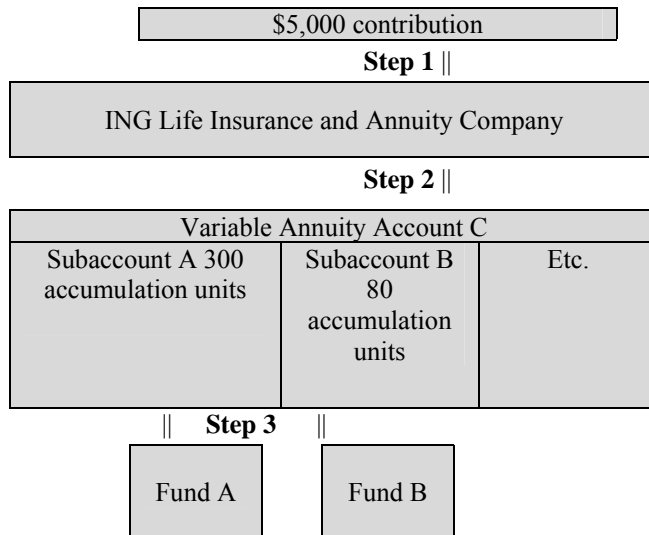 $5,000 contribution
Step 1 ||
ING Life Insurance and Annuity Company
Step 2 ||
Variable Annuity Account C
Subaccount A 300
accumulation units
Subaccount B
80
accumulation
units
Etc.
|| Step 3 ||
Fund A
Fund B